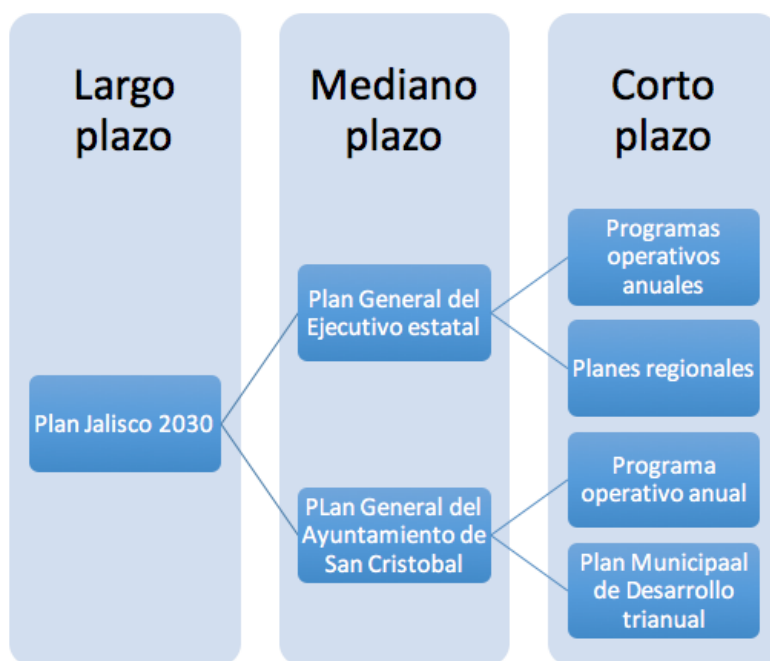 Largo
plazo
Mediano
plazo
Corto
plazo
Plan Jalisco 2030
Plan General del
Ejecutivo estatal
PLan General del
Ayuntamiento de
San Cristobal
Programas
operativos
anuales
Planes regionales
Programa
operativo anual
Plan Municipaal
de Desarrollo
trianual